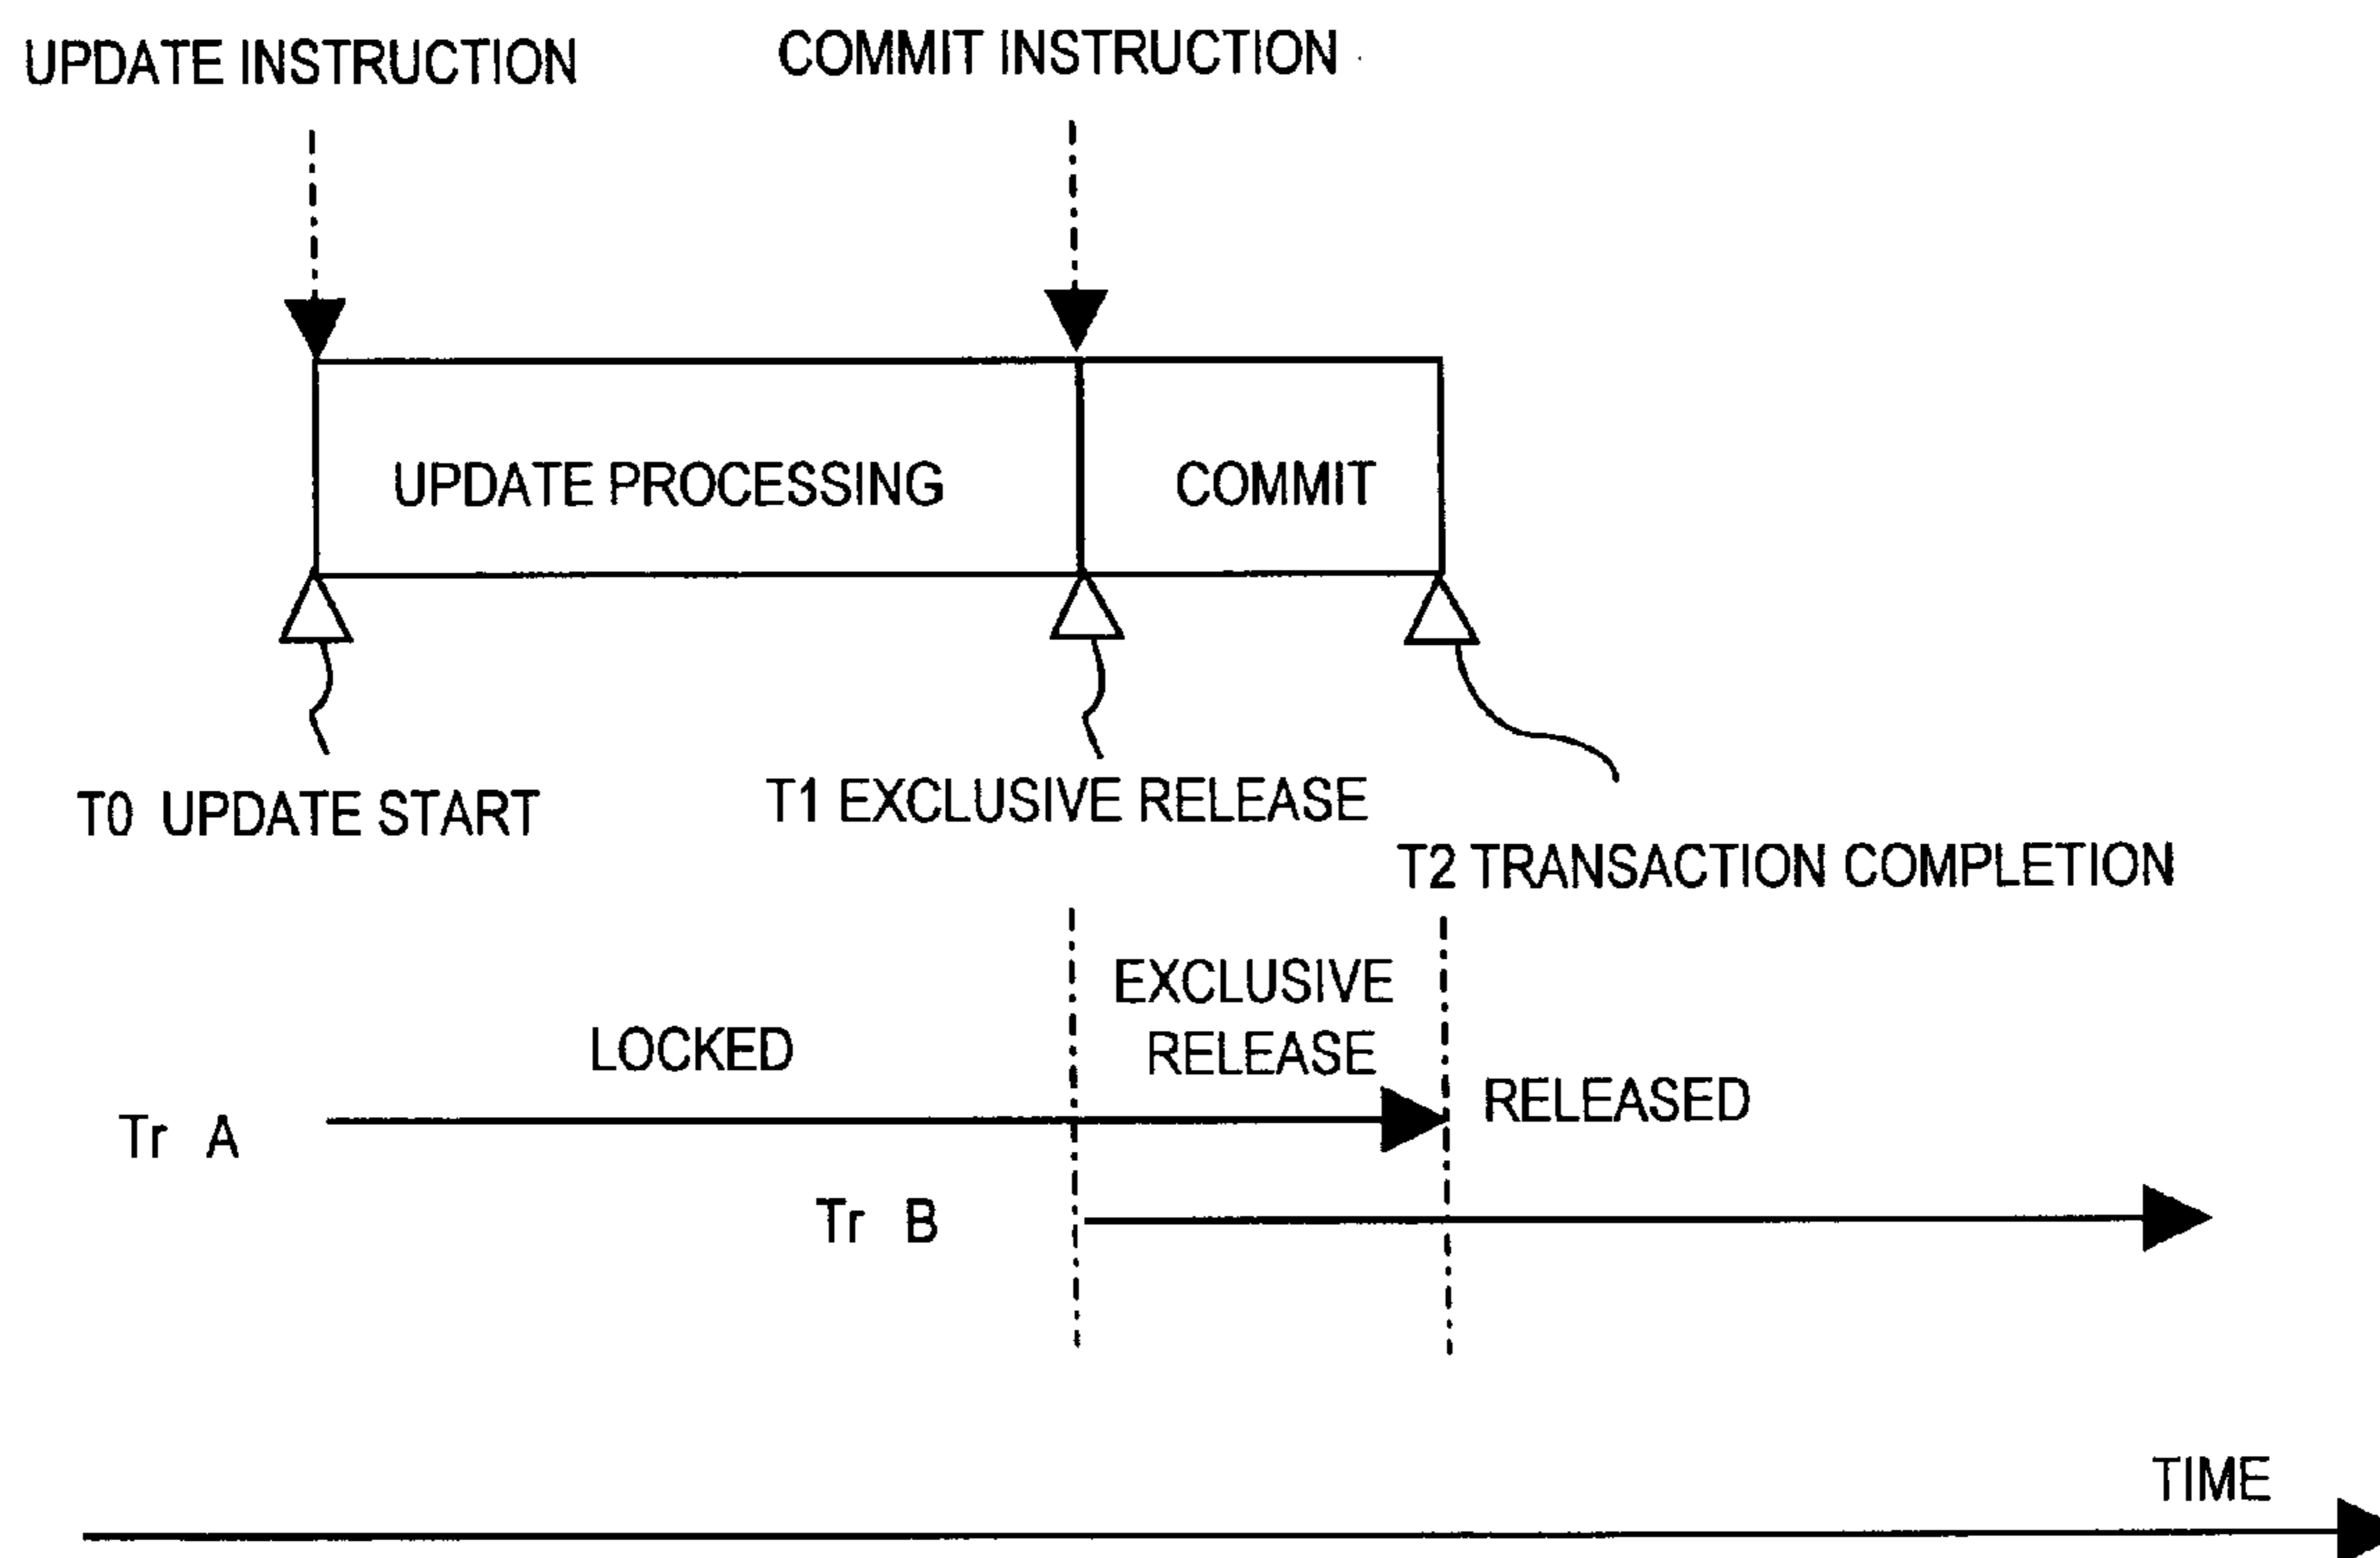 UPDATE INSTRUCTION
COMMIT INSTRUCTION
UPDATE PROCESSING
COMMIT
T0 UPDATE START
T1 EXCLUSIVE RELEASE
T2 TRANSACTION COMPLETION
LOCKED
EXCLUSIVE
RELEASE
RELEASED
Tr A
Tr B
TIME